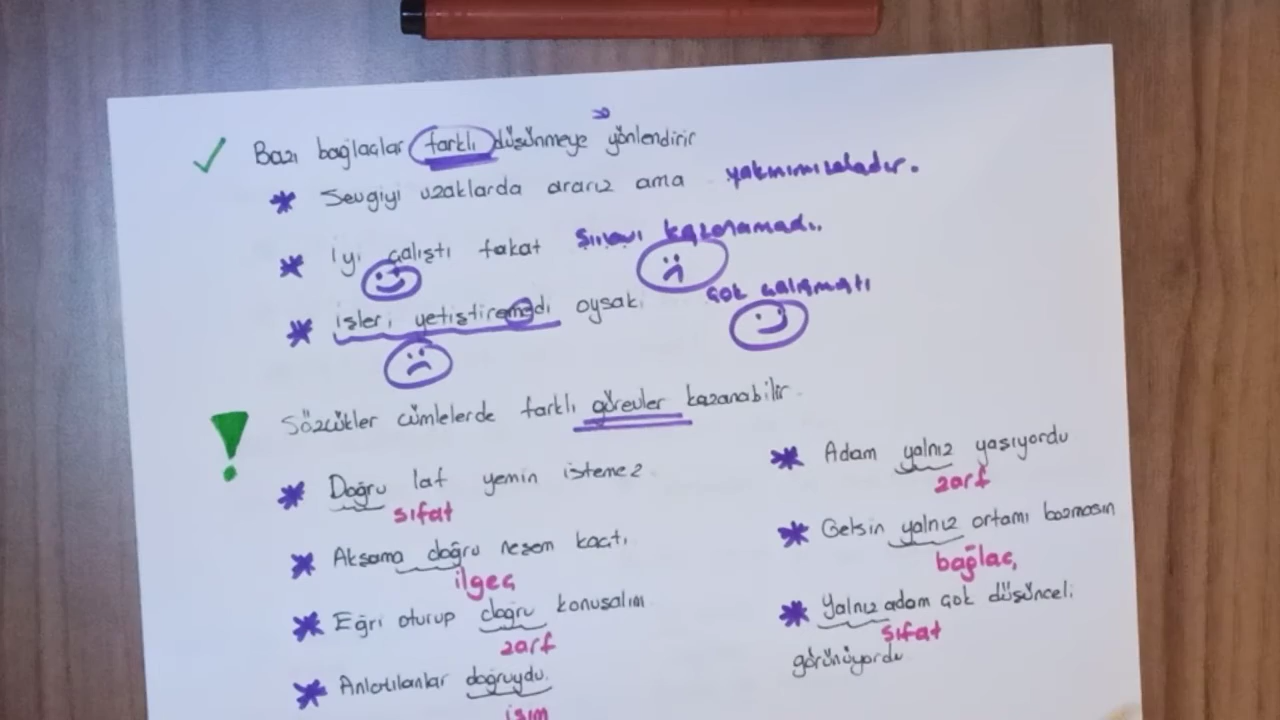 Bazı bağlaçlar farklı düşünmeye yönlendirir
Sevgiyi uzaklarda ararız ama yakınımızdadır.
İyi çalıştı fakat sınavı kazanamadı.
İşleri yetiştiremedi oysaki çok çalışmıştı
Sözcükler cümlelerde farklı görevler kazanabilir.
Doğru laf yemin istemez
sıfat
Akşama doğru neşem kaçtı
ilgeç
Eğri oturup doğru konuşalım
zarf
Anlatılanlar doğruydu.
isim
Adam yalnız yaşıyordu
zarf
Gelsin yalnız ortamı bozmasın
bağlaç
Yalnız adam çok düşünceli
sıfat
görünüyordu